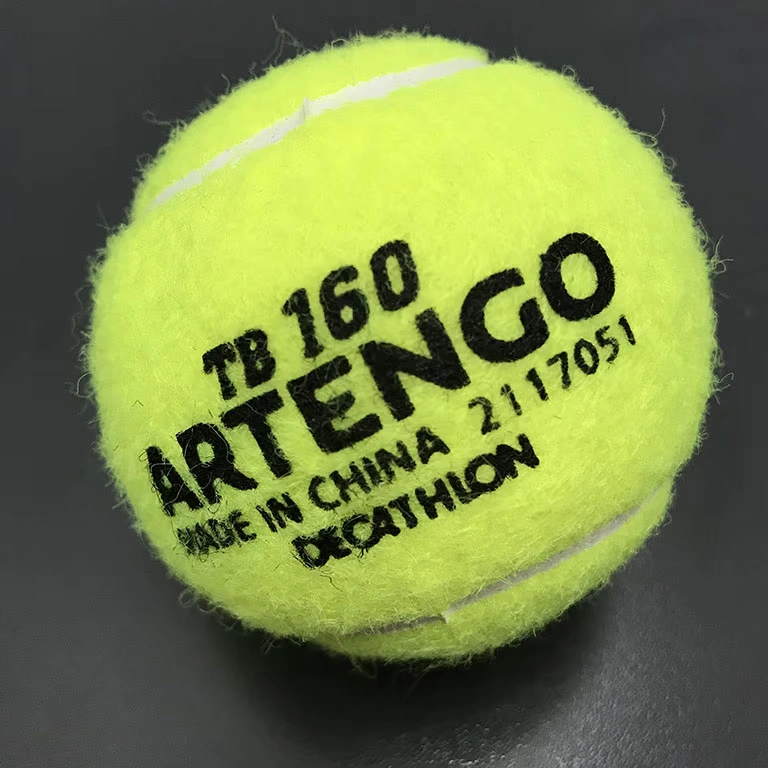 TB 160
ARTENGO
MADE IN CHINA 2117051
DECATHLON